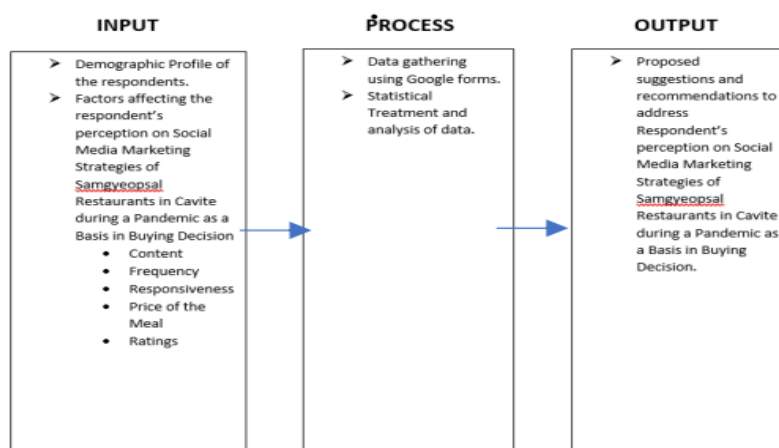 INPUT
➤ Demographic Profile of
the respondents.
➤ Factors affecting the
respondent's
perception on Social
Media Marketing
Strategies of
Samgyeopsal
Restaurants in Cavite
during a Pandemic as a
Basis in Buying Decision
• Content
• Frequency
• Responsiveness
• Price of the
Meal
• Ratings
PROCESS
➤ Data gathering
using Google forms.
➤ Statistical
Treatment and
analysis of data.
OUTPUT
➤ Proposed
suggestions and
recommendations to
address
Respondent's
perception on Social
Media Marketing
Strategies of
Samgyeopsal
Restaurants in Cavite
during a Pandemic as
a Basis in Buying
Decision.